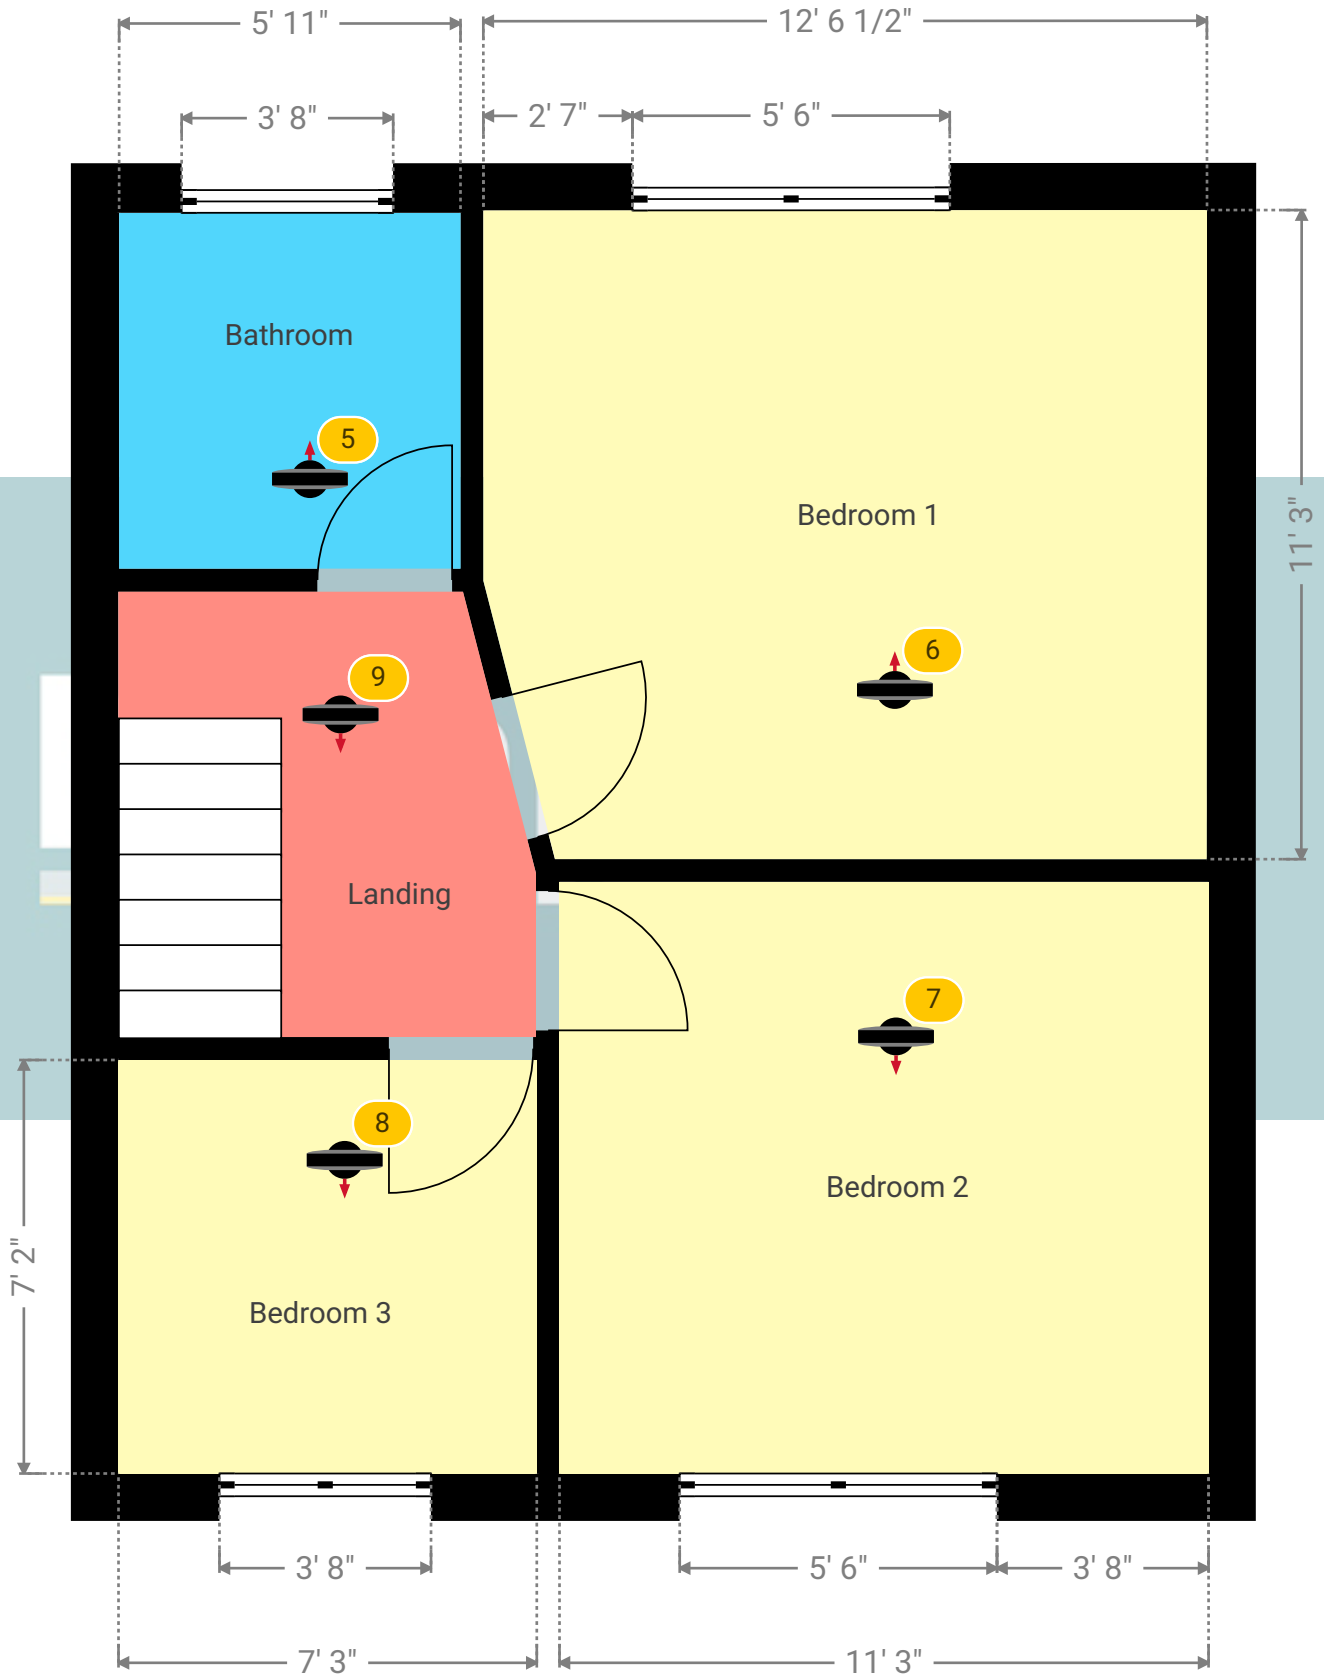 5' 11"
12' 6 1/2"
3' 8"
2' 7"
5' 6"
Bathroom
5
Bedroom 1
11' 3"
6
9
Landing
7
8
Bedroom 2
7' 2"
Bedroom 3
3' 8"
5' 6"
3' 8"
7' 3"
11' 3"